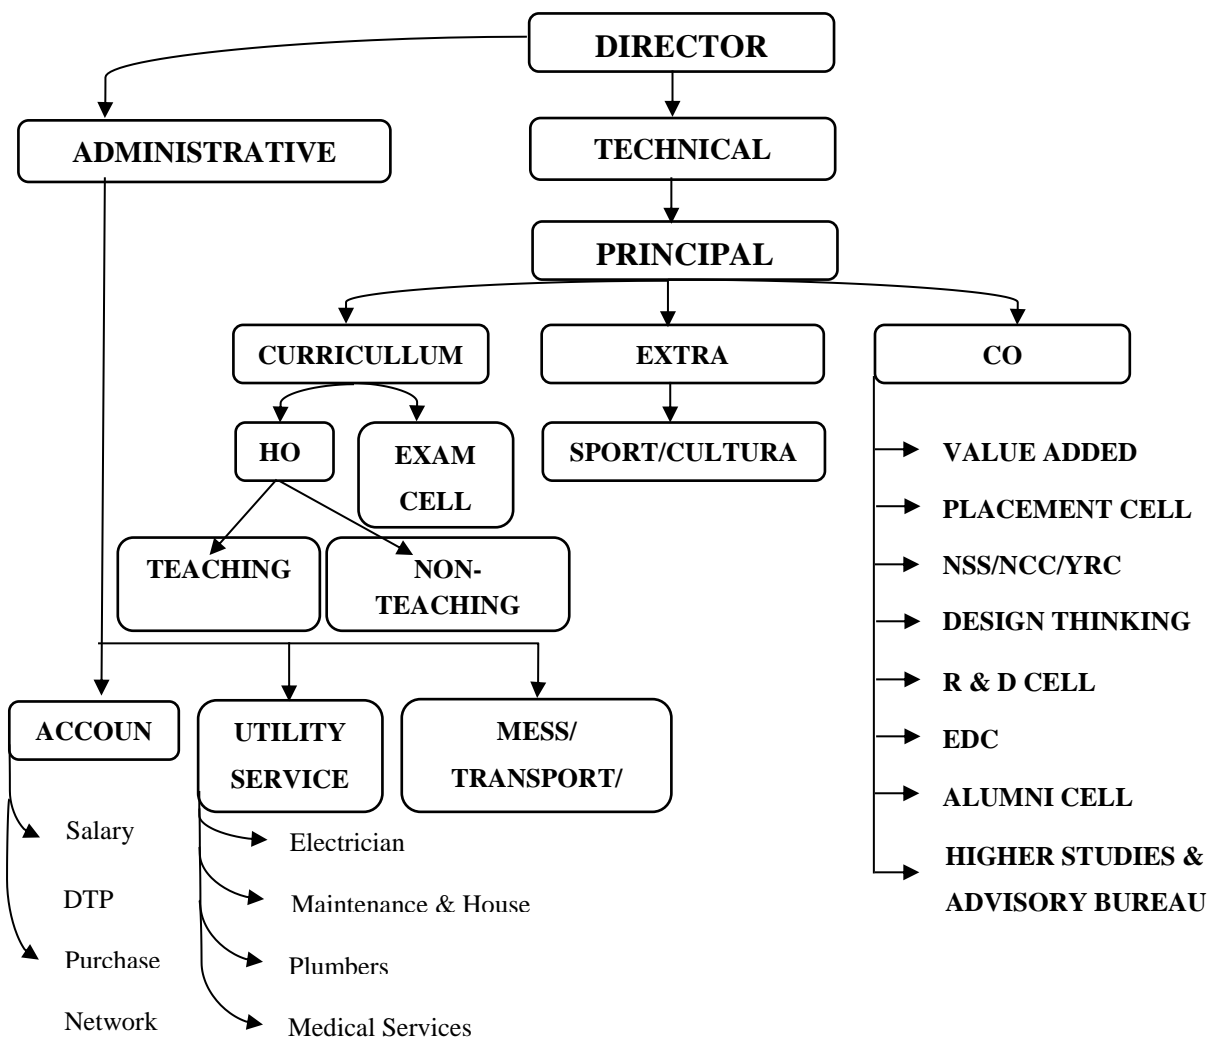 DIRECTOR
ADMINISTRATIVE
TECHNICAL
PRINCIPAL
CURRICULLUM
EXTRA
CO
HO
EXAM
CELL
SPORT/CULTURA
VALUE ADDED
PLACEMENT CELL
NSS/NCC/YRC
DESIGN THINKING
R & D CELL
EDC
ALUMNI CELL
HIGHER STUDIES &
ADVISORY BUREAU
TEACHING
NON-
TEACHING
ACCOUN
UTILITY
SERVICE
MESS/
TRANSPORT/
Salary
DTP
Purchase
Network
Electrician
Maintenance & House
Plumbers
Medical Services